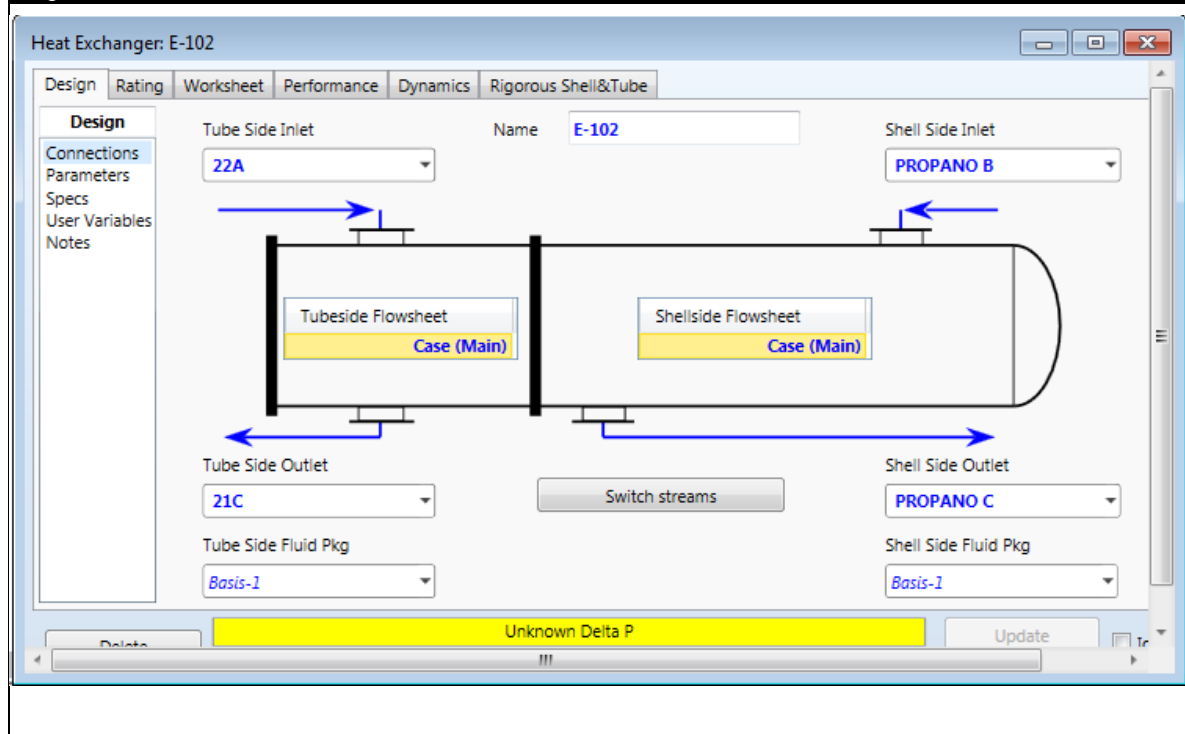 Heat Exchanger: E-102
Design Rating Worksheet Performance Dynamics Rigorous Shell&Tube
Design
Connections
Parameters
Specs
User Variables
Notes
Tube Side Inlet
22A
Name E-102
Shell Side Inlet
PROPANO B
Tubeside Flowsheet
Case (Main)
Shellside Flowsheet
Case (Main)
Tube Side Outlet
21C
Switch streams
Shell Side Outlet
PROPANO C
Tube Side Fluid Pkg
Basis-1
Shell Side Fluid Pkg
Basis-1
Delete
Unknown Delta P
Update